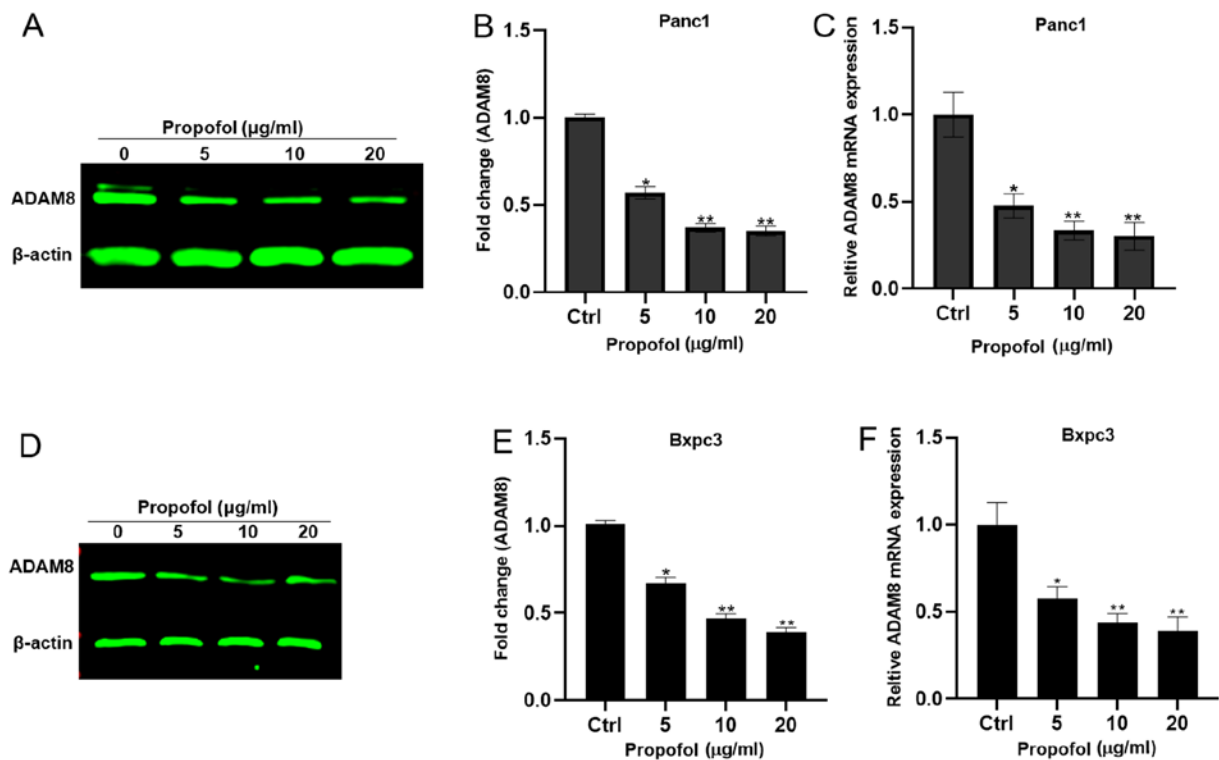 A
Propofol (µg/ml)
0 5 10 20
ADAM8
β-actin
B
Panc1
Fold change (ADAM8)
1.5
1.0
0.5
0.0
*
**
**
Ctrl 5 10 20
Propofol (µg/ml)
C
Panc1
Reltive ADAM8 mRNA expression
1.5
1.0
0.5
0.0
*
**
**
Ctrl 5 10 20
Propofol (µg/ml)
D
Propofol (µg/ml)
0 5 10 20
ADAM8
β-actin
E
Bxpc3
Fold change (ADAM8)
1.5
1.0
0.5
0.0
*
**
**
Ctrl 5 10 20
Propofol (µg/ml)
F
Bxpc3
Reltive ADAM8 mRNA expression
1.5
1.0
0.5
0.0
*
**
**
Ctrl 5 10 20
Propofol (µg/ml)